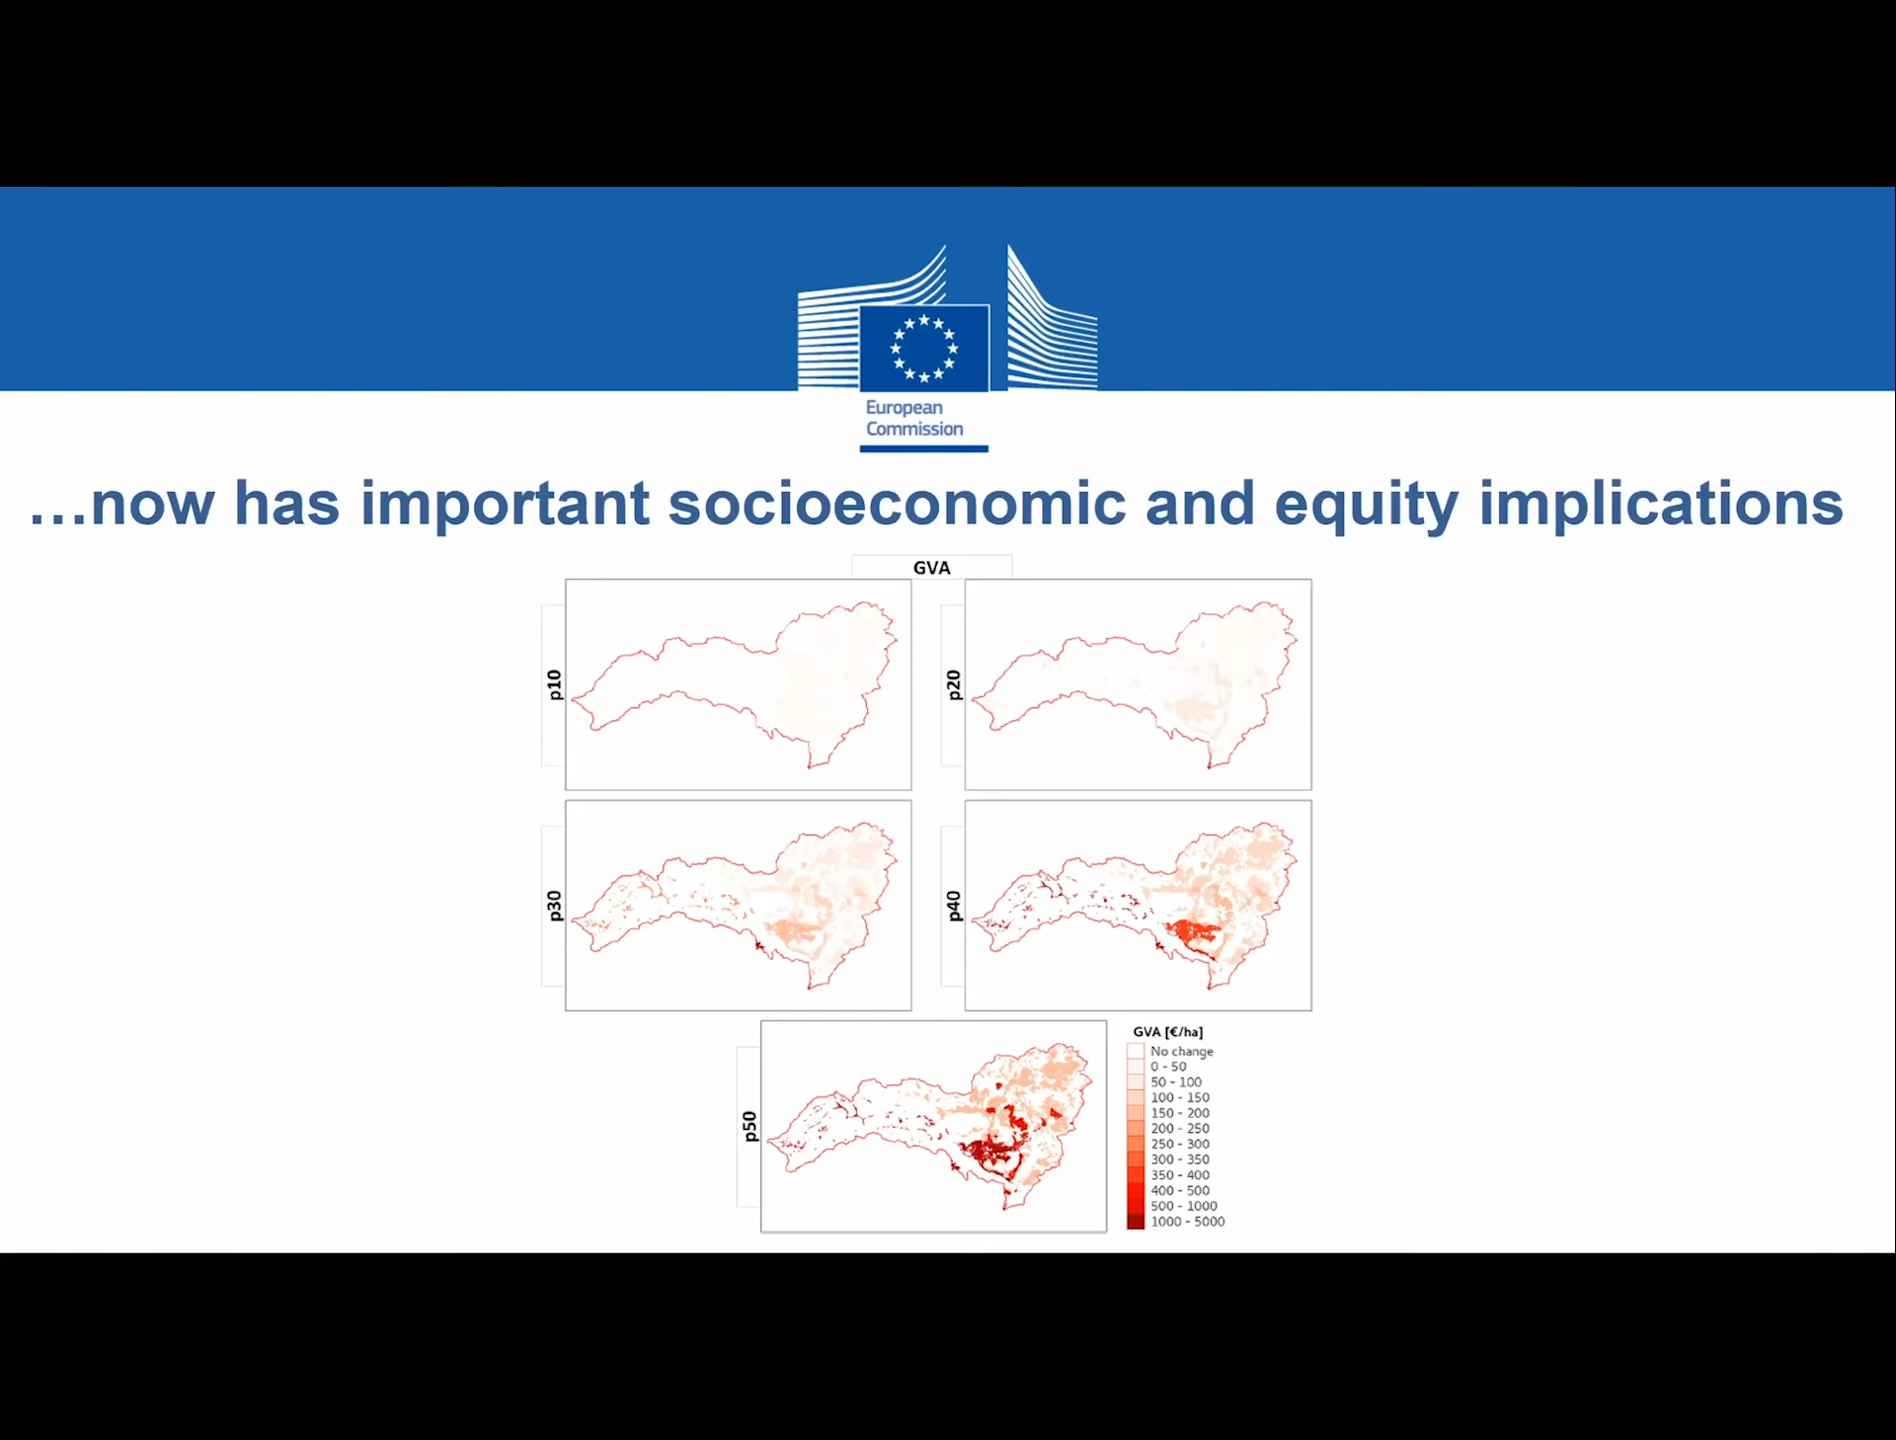 European
Commission
…now has important socioeconomic and equity implications
GVA
p10
p20
p30
p40
p50
GVA [€/ha]
No change
0 - 50
50 - 100
100 - 150
150 - 200
200 - 250
250 - 300
300 - 350
350 - 400
400 - 500
500 - 1000
1000 - 5000